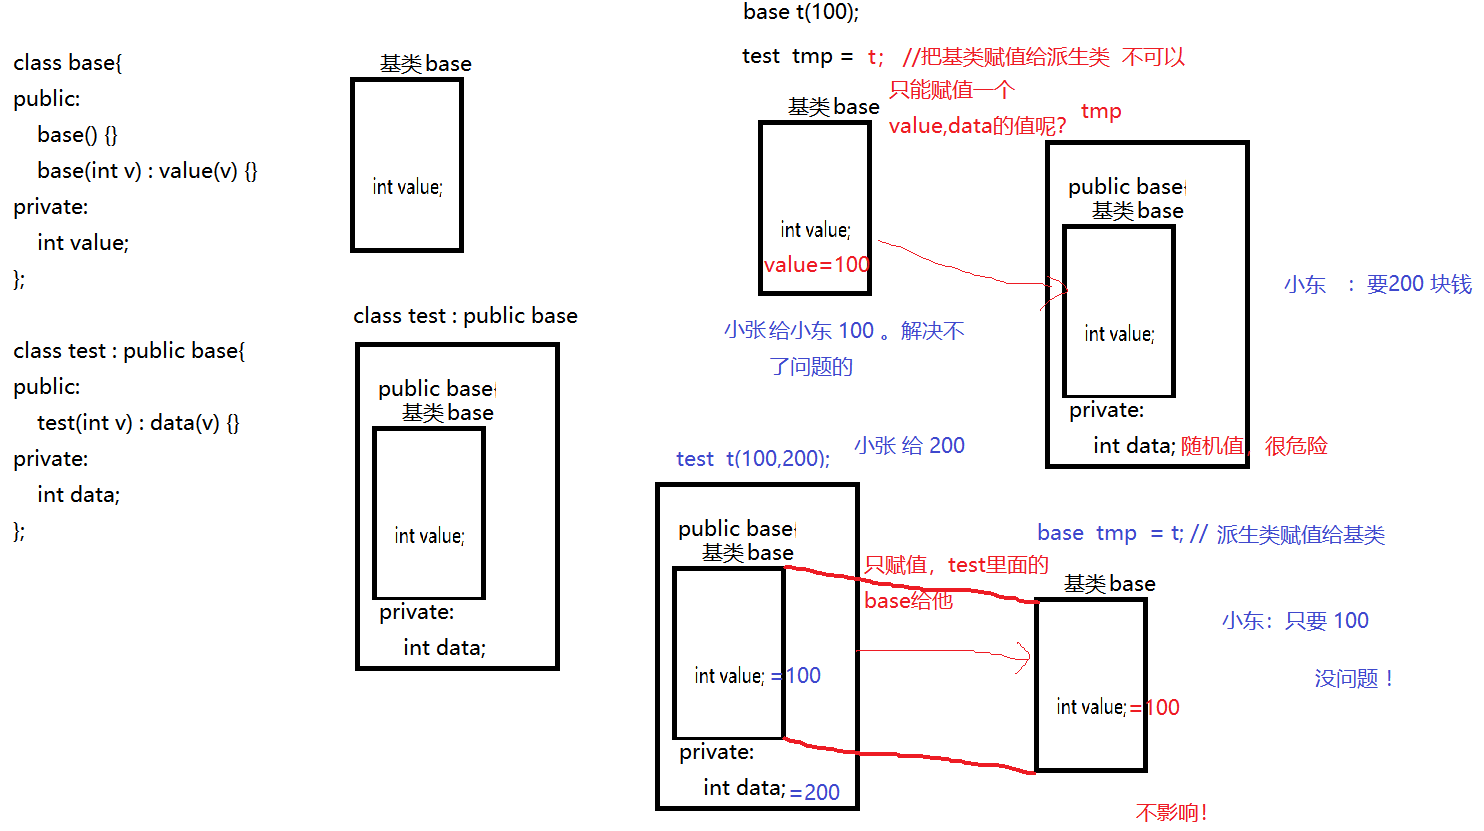 class base{
public:
base() {}
base(int v) : value(v) {}
private:
int value;
};
class test : public base{
public:
test(int v) : data(v) {}
private:
int data;
};
基类base
int value;
class test : public base
public base{
基类base
int value;
private:
int data;
base t(100);
test tmp = t; //把基类赋值给派生类 不可以
只能赋值一个
value,data的值呢?
基类base
int value;
value=100
tmp
public base{
基类base
int value;
private:
int data; 随机值，很危险
小东 ：要200 块钱
小张给小东 100 。解决不
了问题的
小张 给 200
test t(100,200);
public base{
基类base
int value; =100
private:
int data; =200
只赋值，test里面的
base给他
base tmp = t; // 派生类赋值给基类
基类base
int value;=100
小东：只要 100
没问题！
不影响！